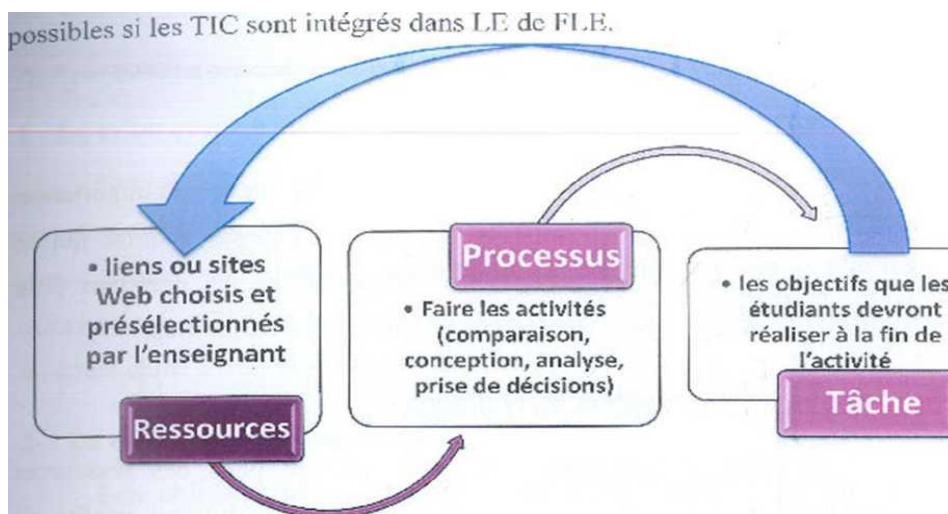 possibles si les TIC sont intégrés dans LE de FLE.
• liens ou sites
Web choisis et
présélectionnés
par l'enseignant
Ressources
Processus
• Faire les activités
(comparaison,
conception, analyse,
prise de décisions)
• les objectifs que les
étudiants devront
réaliser à la fin de
l'activité
Tâche